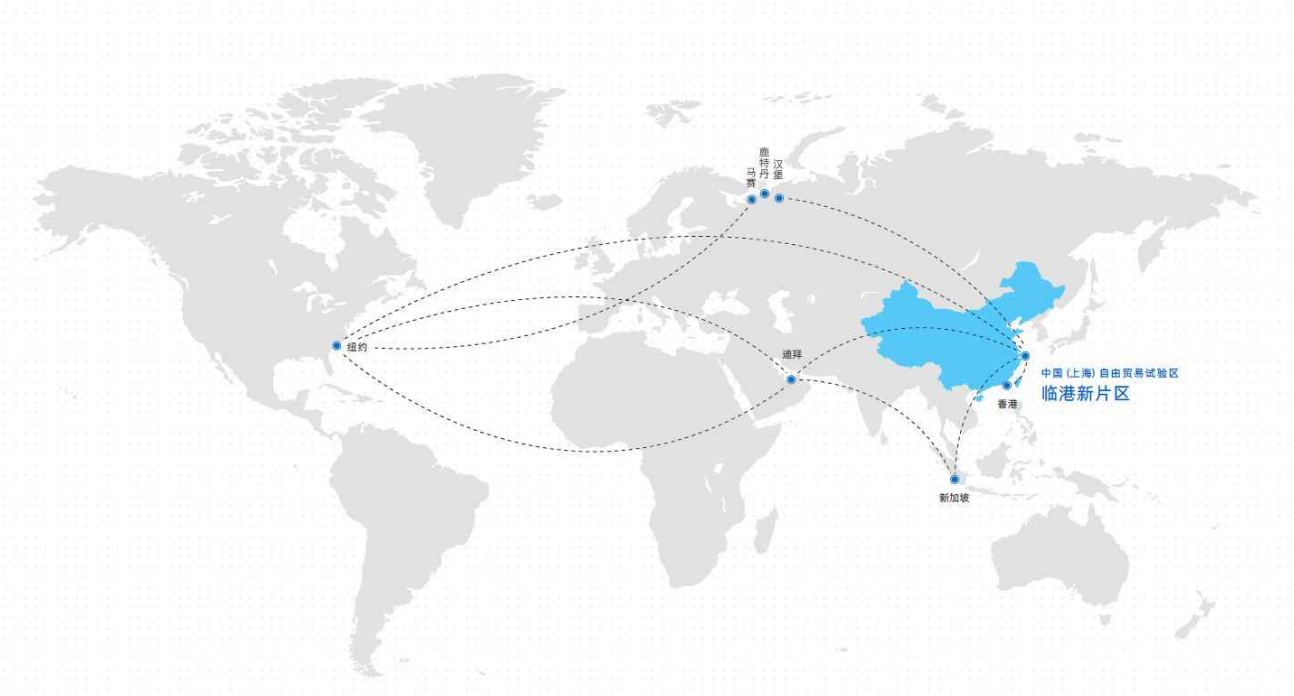 马赛
鹿特丹
汉堡
纽约
迪拜
中国 (上海) 自由贸易试验区
临港新片区
香港
新加坡